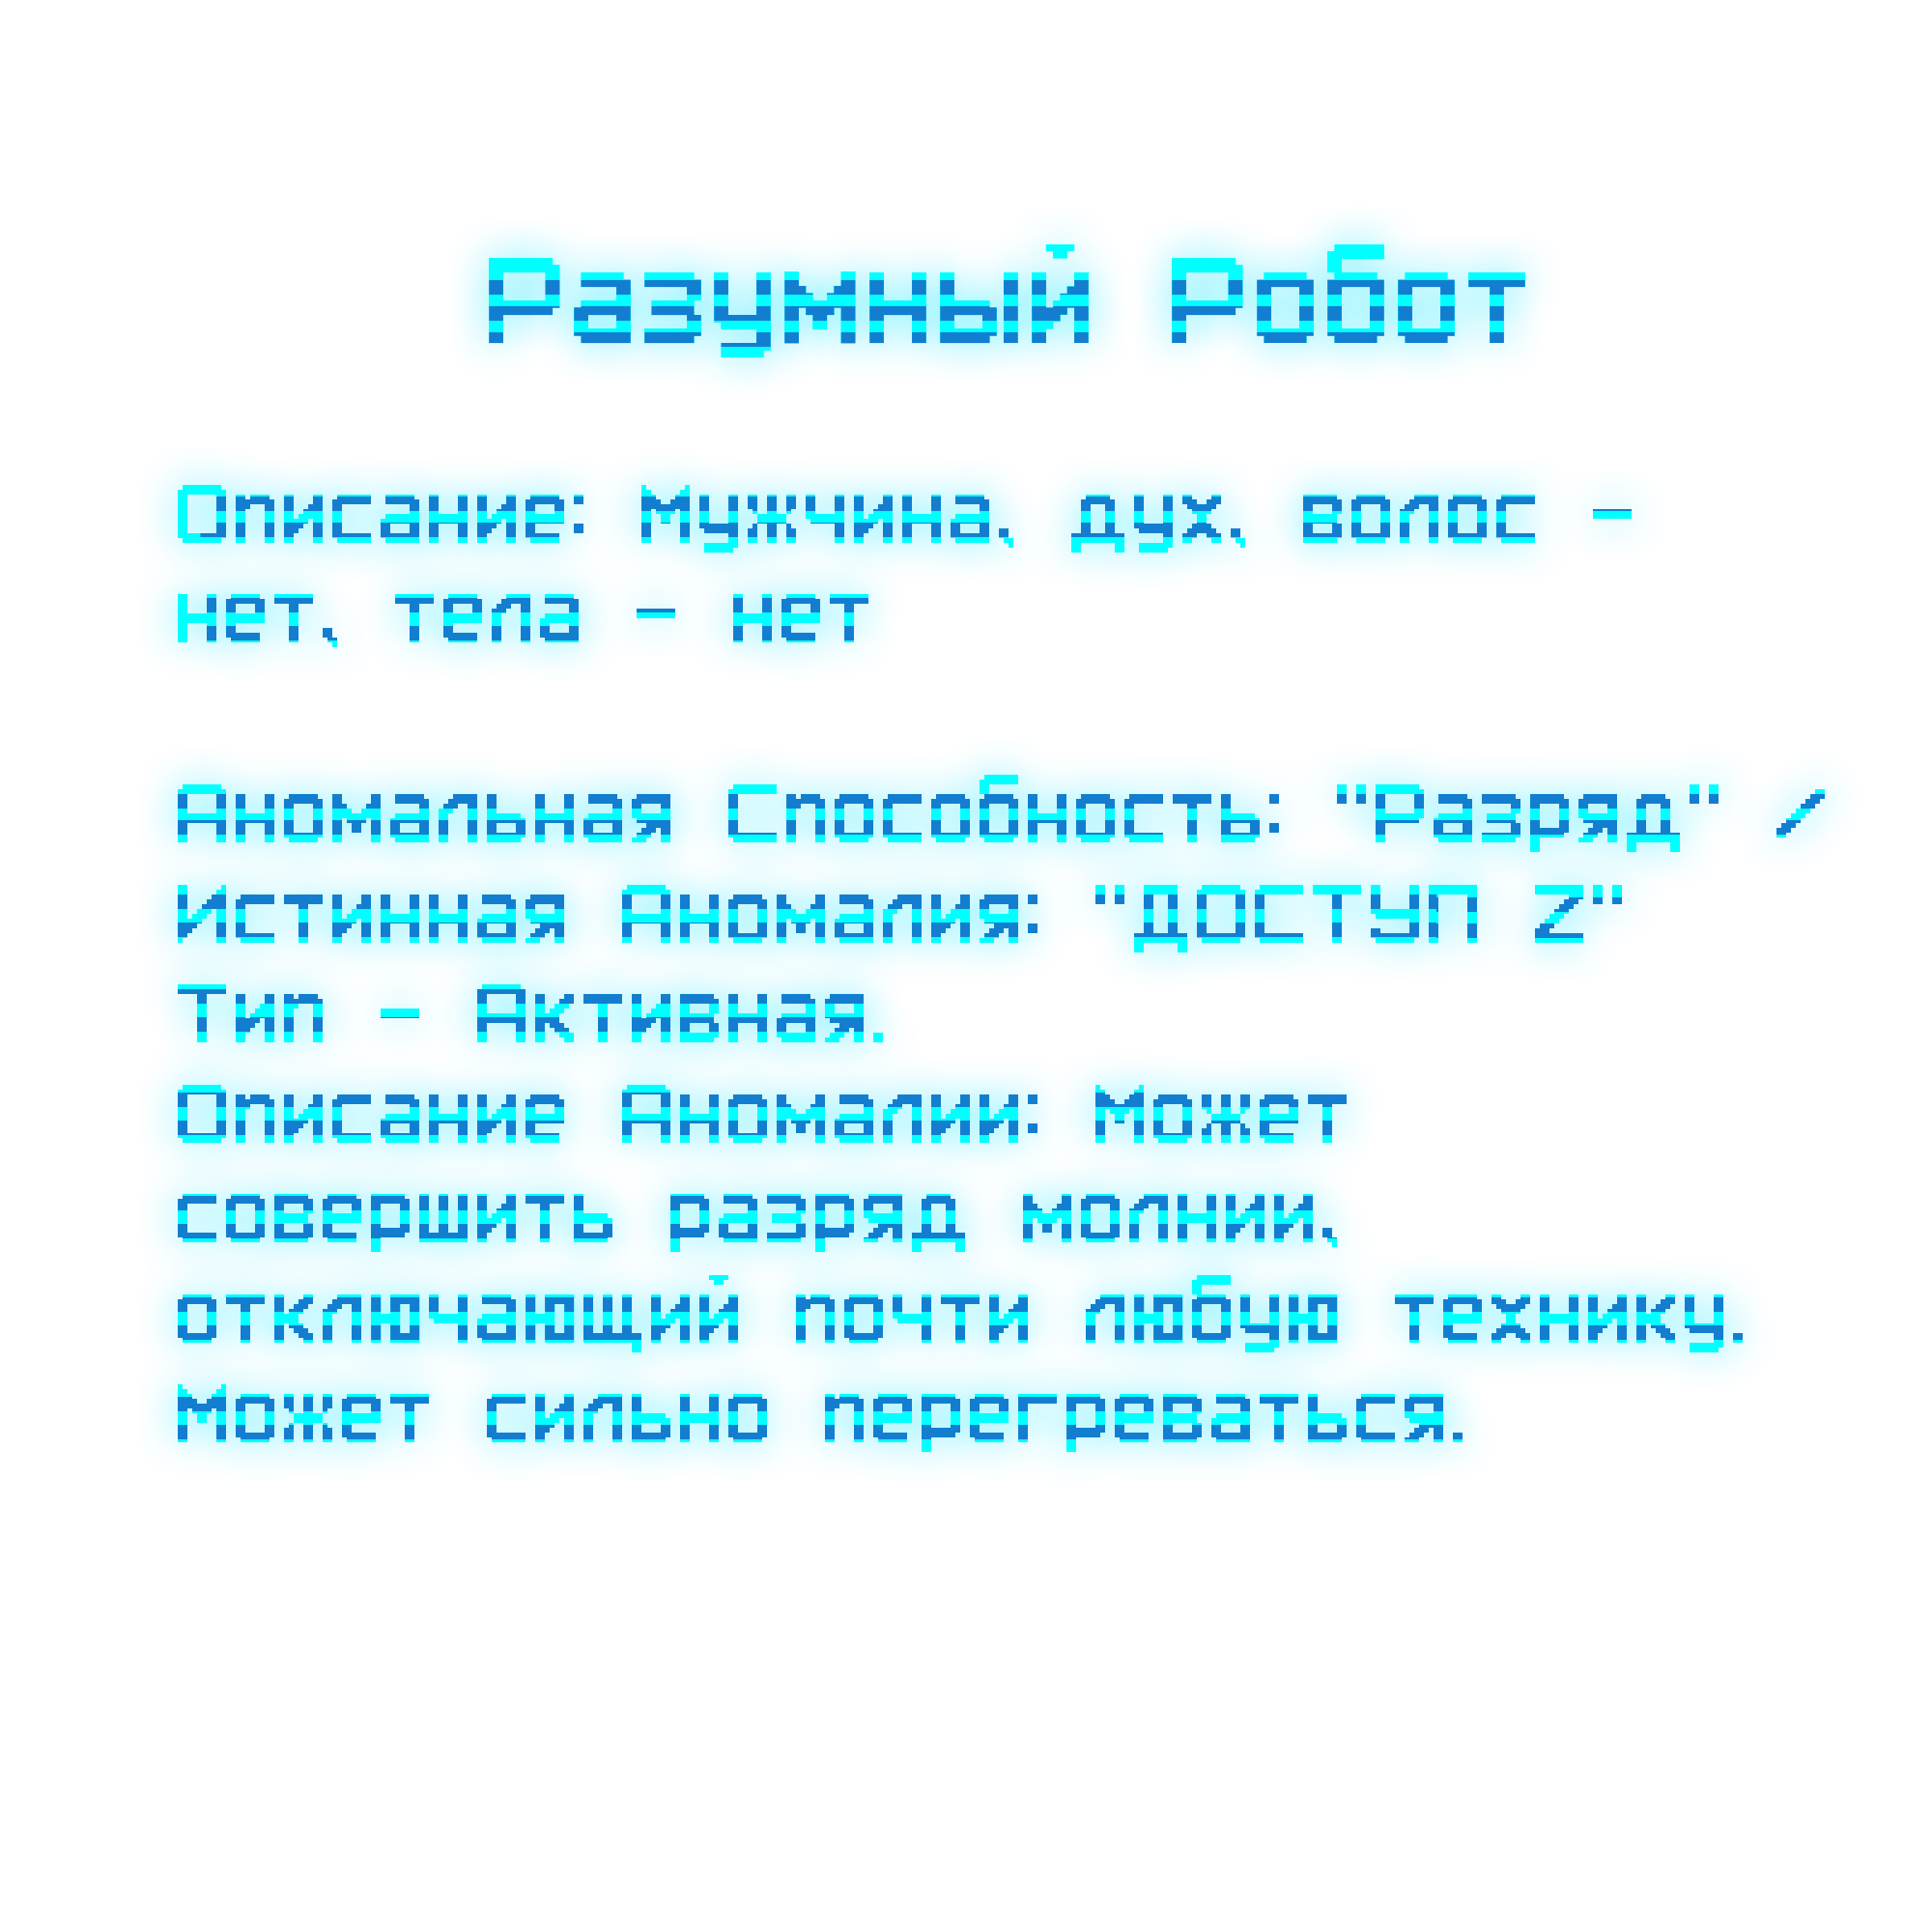 Разумный Робот
Описание: Мужчина, дух, волос -
нет, тела - нет
Аномальная Способность: "Разряд" /
Истинная Аномалия: "ДОСТУП Z"
Тип - Активная.
Описание Аномалии: Может
совершить разряд молнии,
отключающий почти любую технику.
Может сильно перегреваться.